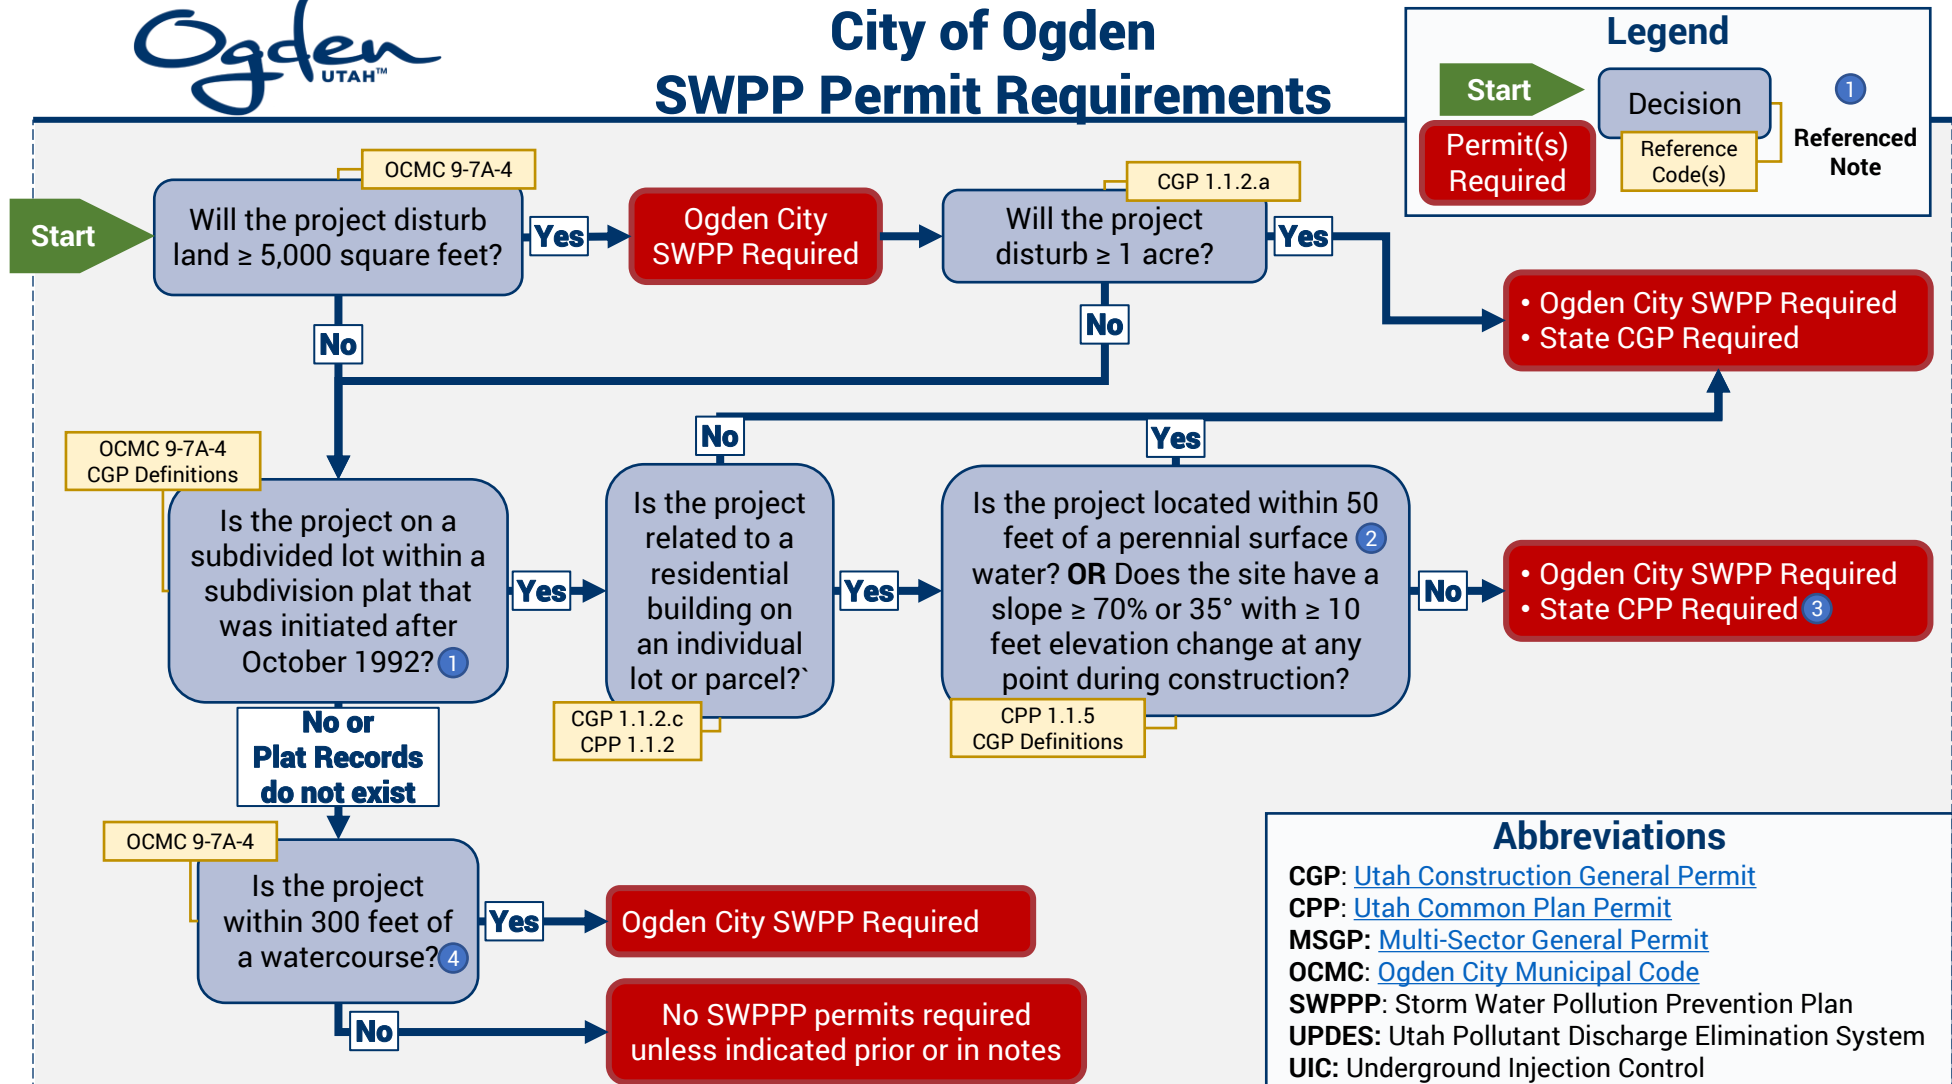 Ogden
UTAH™
City of Ogden
SWPP Permit Requirements
Legend
Start
Decision
1
Permit(s)
Required
Reference
Code(s)
Referenced
Note
OCMC 9-7A-4
Start
Will the project disturb
land ≥ 5,000 square feet?
Yes
Ogden City
SWPP Required
CGP 1.1.2.a
Will the project
disturb ≥ 1 acre?
Yes
No
No
• Ogden City SWPP Required
• State CGP Required
OCMC 9-7A-4
CGP Definitions
Is the project on a
subdivided lot within a
subdivision plat that
was initiated after
October 1992? 1
Yes
No
Is the project
related to a
residential
building on
an individual
lot or parcel?`
CGP 1.1.2.c
CPP 1.1.2
Yes
Yes
Is the project located within 50
feet of a perennial surface 2
water? OR Does the site have a
slope ≥ 70% or 35° with ≥ 10
feet elevation change at any
point during construction?
CPP 1.1.5
CGP Definitions
No
• Ogden City SWPP Required
• State CPP Required 3
No or
Plat Records
do not exist
OCMC 9-7A-4
Is the project
within 300 feet of
a watercourse? 4
Yes
Ogden City SWPP Required
No
No SWPPP permits required
unless indicated prior or in notes
Abbreviations
CGP: Utah Construction General Permit
CPP: Utah Common Plan Permit
MSGP: Multi-Sector General Permit
OCMC: Ogden City Municipal Code
SWPPP: Storm Water Pollution Prevention Plan
UPDES: Utah Pollutant Discharge Elimination System
UIC: Underground Injection Control